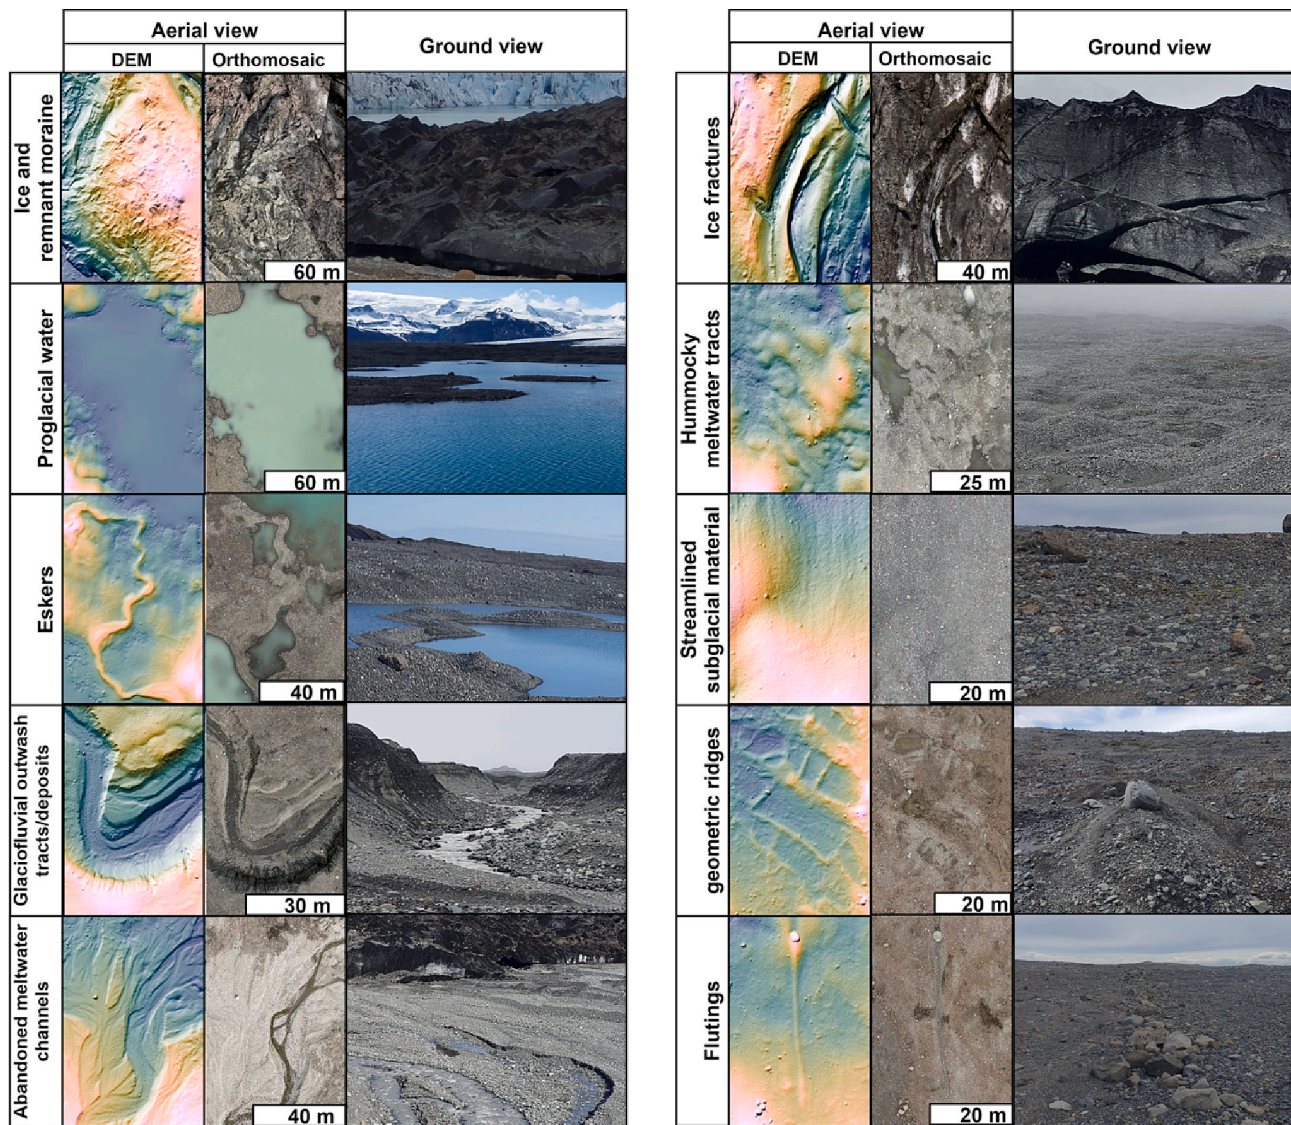 Aerial view
Ground view
DEM
Orthomosaic
Ice and
remnant moraine
60 m
Proglacial water
60 m
Eskers
40 m
Glaciofluvial outwash
tracts/deposits
30 m
Abandoned meltwater
channels
40 m
Aerial view
Ground view
DEM
Orthomosaic
Ice fractures
40 m
Hummocky
meltwater tracts
25 m
Streamlined
subglacial material
20 m
geometric ridges
20 m
Flutings
20 m